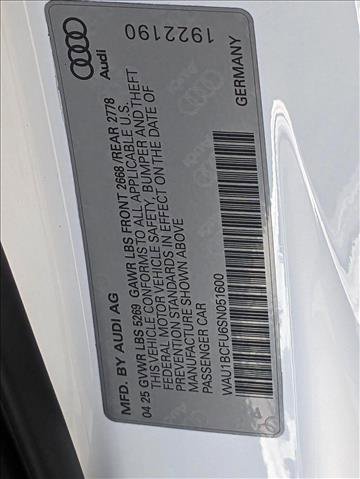 MFD. BY AUDI AG
04 25 GVWR LBS 5269 GAWR LBS FRONT 2668 /REAR 2778
THIS VEHICLE CONFORMS TO ALL APPLICABLE U.S.
FEDERAL MOTOR VEHICLE SAFETY, BUMPER AND THEFT
PREVENTION STANDARDS IN EFFECT ON THE DATE OF
MANUFACTURE SHOWN ABOVE
PASSENGER CAR
WAU1BCFU6SN051600
GERMANY
Audi
1922190